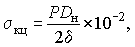 σкц = PDн/2δ ×10⁻²,